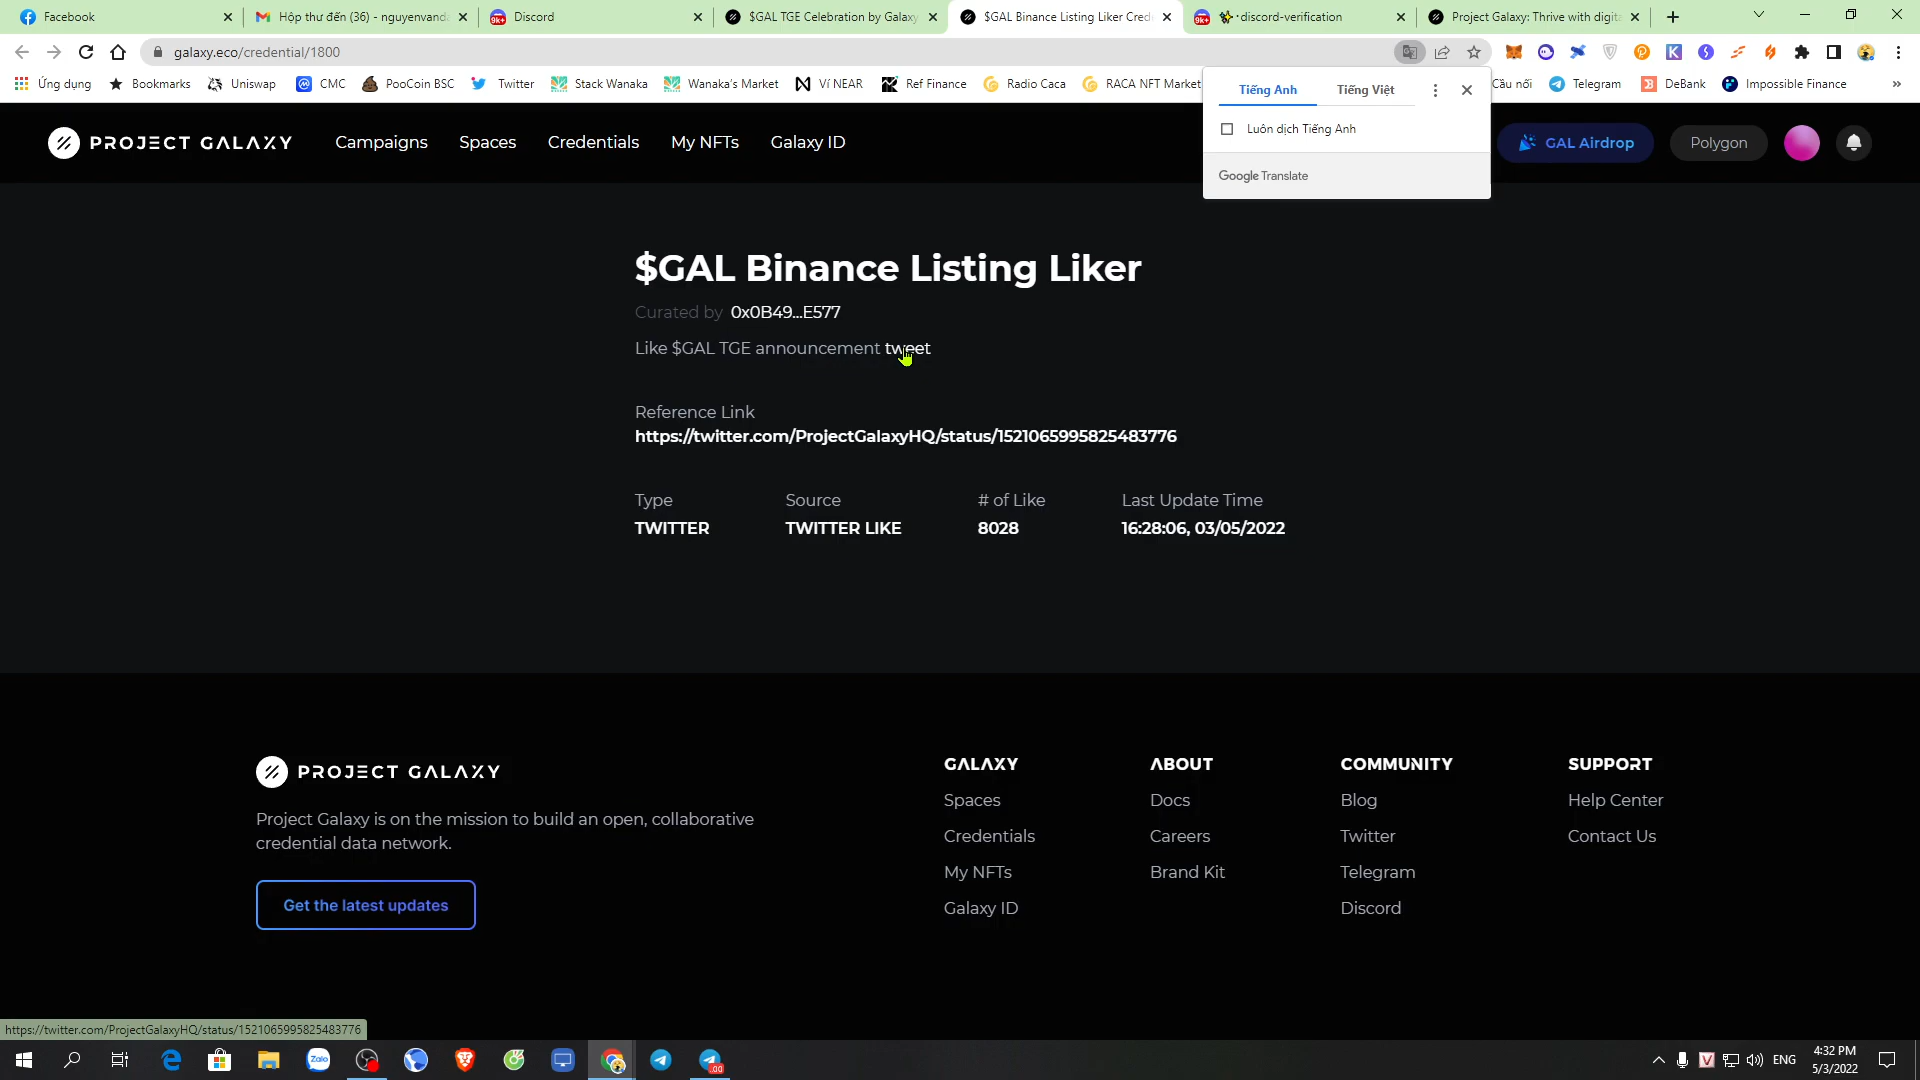 Facebook
Hộp thư đến (36) - nguyenvanda
Discord
$GAL TGE Celebration by Galaxy
$GAL Binance Listing Liker Cred
discord-verification
Project Galaxy: Thrive with digita
galaxy.eco/credential/1800
Ứng dụng
Bookmarks
Uniswap
CMC
PooCoin BSC
Twitter
Stack Wanaka
Wanaka's Market
Ví NEAR
Ref Finance
Radio Caca
RACA NFT Market
Cầu nối
Telegram
DeBank
Impossible Finance
Tiếng Anh
Tiếng Việt
Luôn dịch Tiếng Anh
Google Translate
PROJECT GALAXY
Campaigns
Spaces
Credentials
My NFTs
Galaxy ID
GAL Airdrop
Polygon
$GAL Binance Listing Liker
Curated by 0x0B49...E577
Like $GAL TGE announcement tweet
Reference Link
https://twitter.com/ProjectGalaxyHQ/status/1521065995825483776
Type
Source
# of Like
Last Update Time
TWITTER
TWITTER LIKE
8028
16:28:06, 03/05/2022
PROJECT GALAXY
Project Galaxy is on the mission to build an open, collaborative
credential data network.
Get the latest updates
GALAXY
Spaces
Credentials
My NFTs
Galaxy ID
ABOUT
Docs
Careers
Brand Kit
COMMUNITY
Blog
Twitter
Telegram
Discord
SUPPORT
Help Center
Contact Us
https://twitter.com/ProjectGalaxyHQ/status/1521065995825483776
Zalo
ENG
4:32 PM
5/3/2022